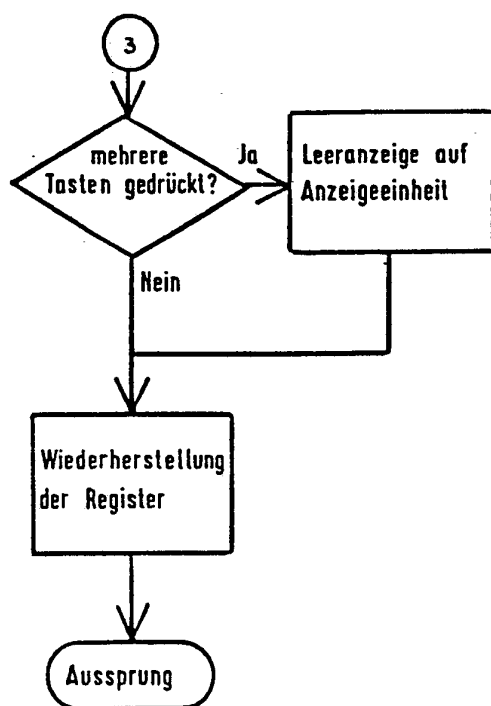 3
mehrere
Tasten gedrückt?
Ja
Leeranzeige auf
Anzeigeeinheit
Nein
Wiederherstellung
der Register
Aussprung